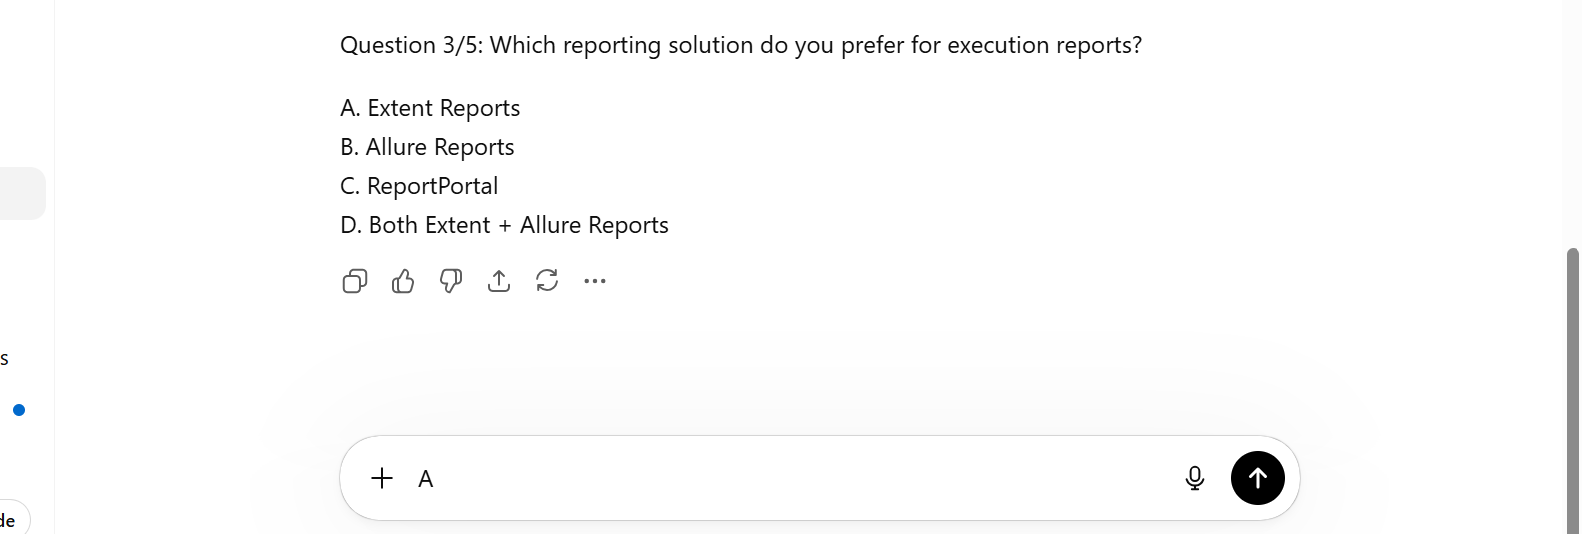 Question 3/5: Which reporting solution do you prefer for execution reports?
A. Extent Reports
B. Allure Reports
C. ReportPortal
D. Both Extent + Allure Reports
s
A
de